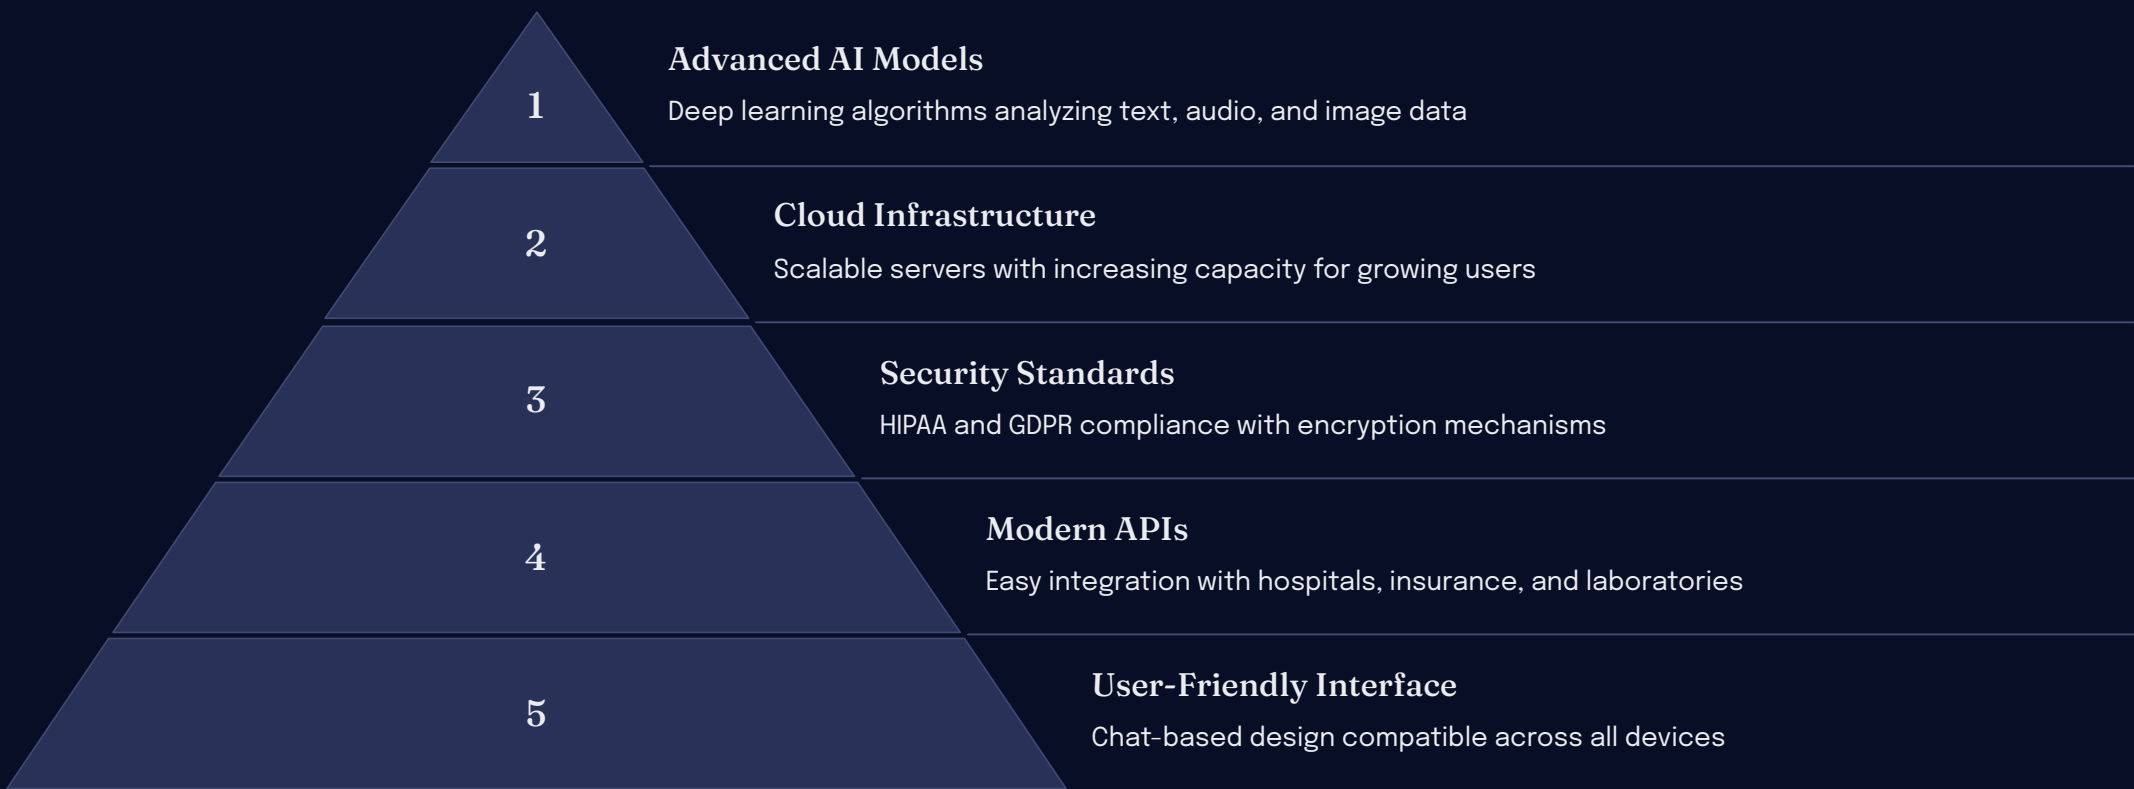 1
Advanced AI Models
Deep learning algorithms analyzing text, audio, and image data
2
Cloud Infrastructure
Scalable servers with increasing capacity for growing users
3
Security Standards
HIPAA and GDPR compliance with encryption mechanisms
4
Modern APIs
Easy integration with hospitals, insurance, and laboratories
5
User-Friendly Interface
Chat-based design compatible across all devices